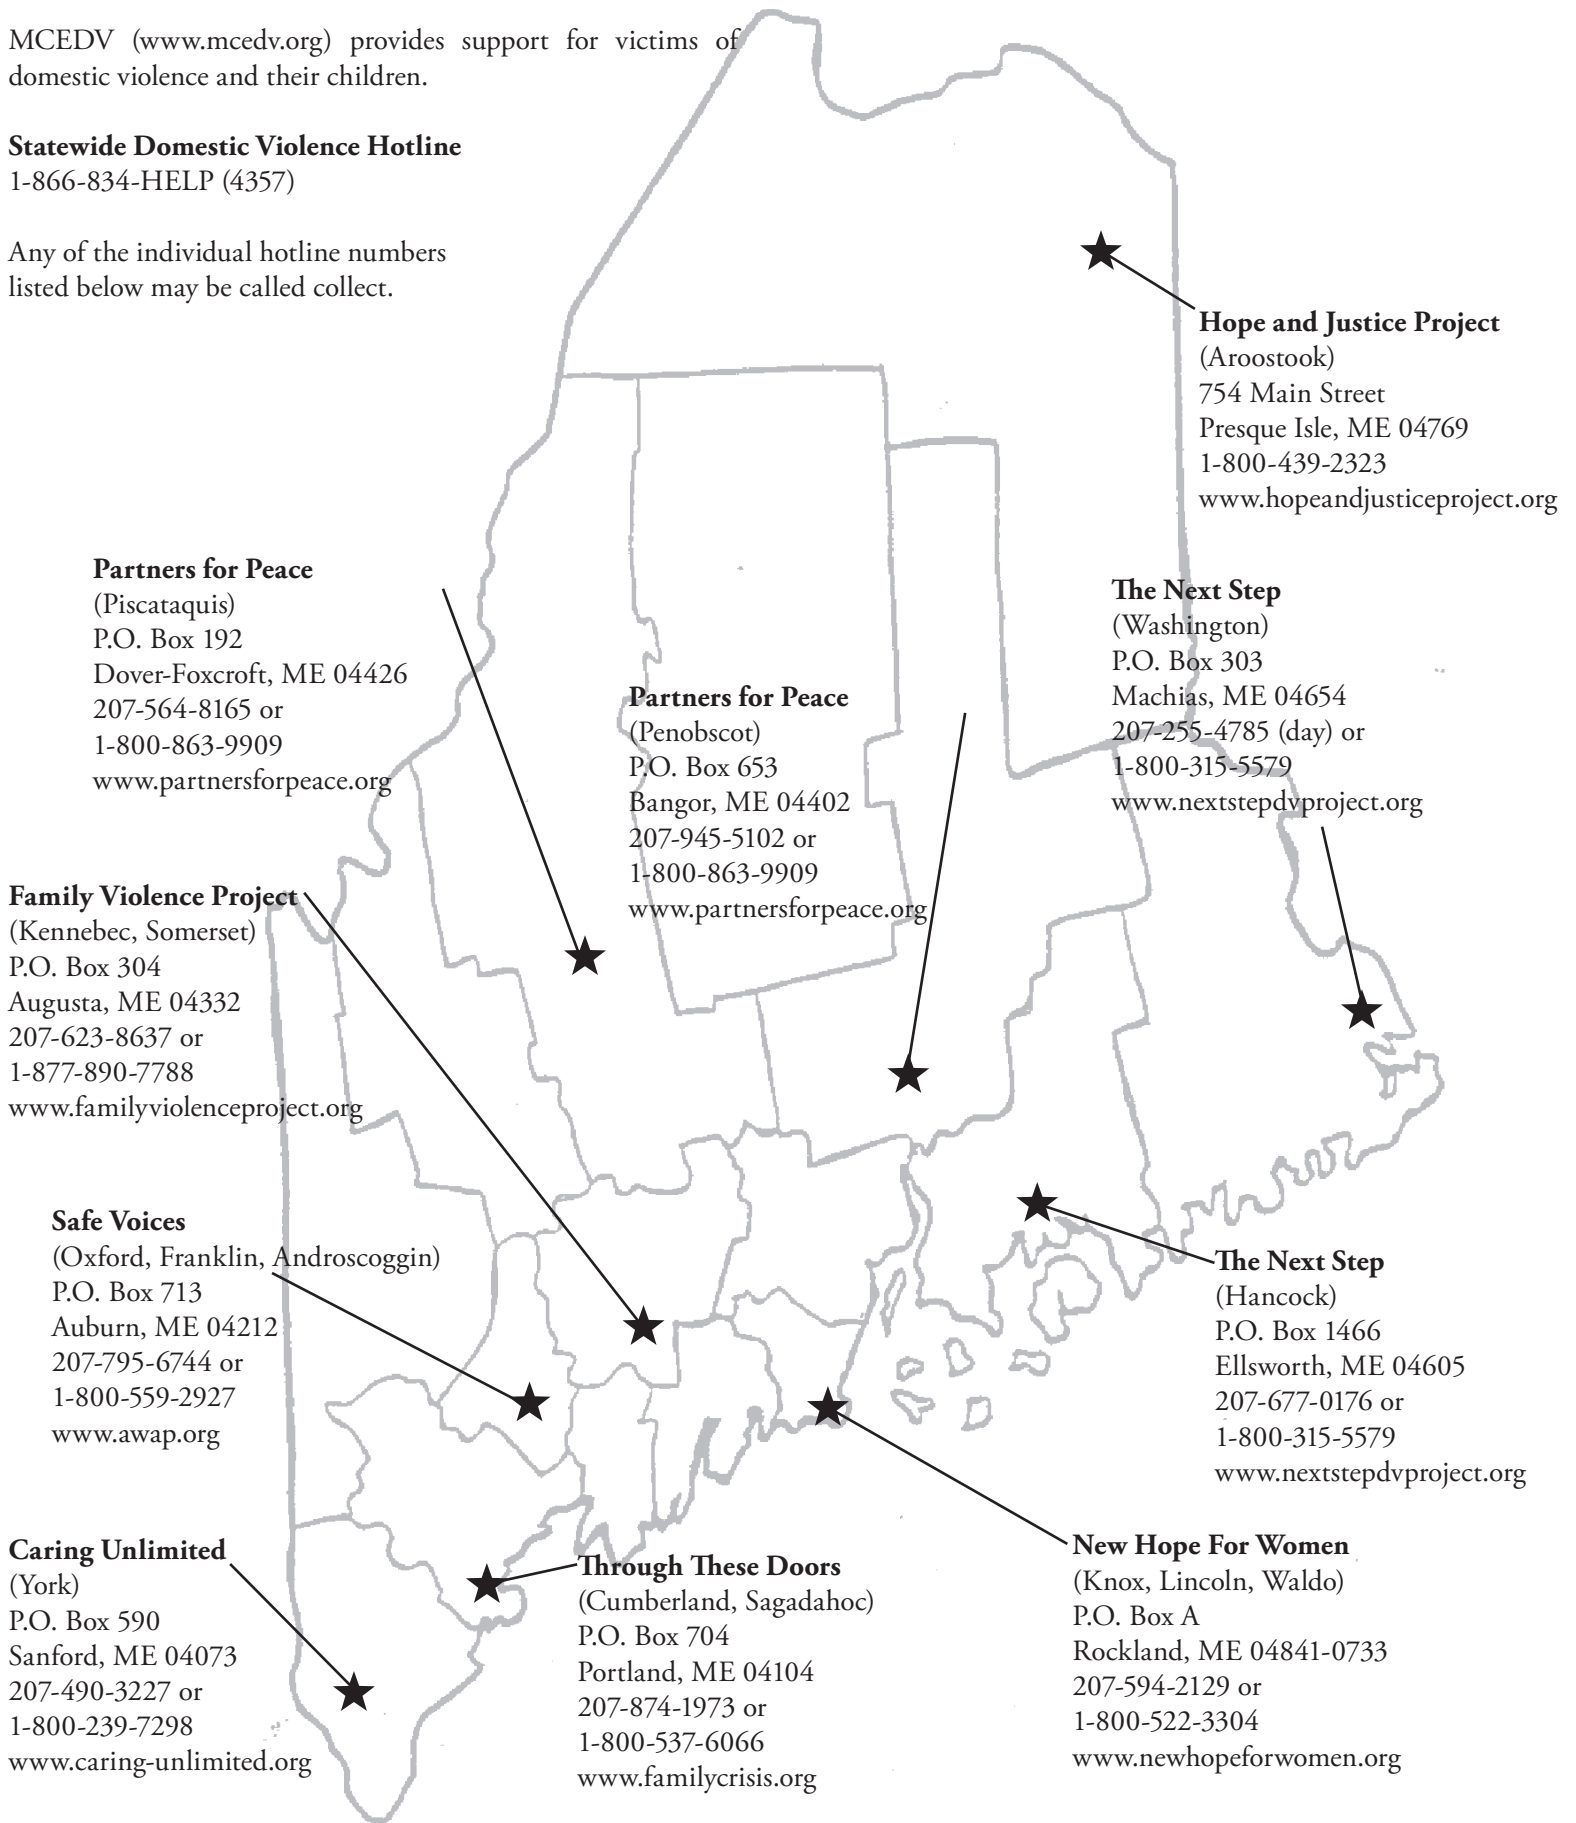 MCEDV (www.mcedv.org) provides support for victims of
domestic violence and their children.
Statewide Domestic Violence Hotline
1-866-834-HELP (4357)
Any of the individual hotline numbers
listed below may be called collect.
Hope and Justice Project
(Aroostook)
754 Main Street
Presque Isle, ME 04769
1-800-439-2323
www.hopeandjusticeproject.org
Partners for Peace
(Piscataquis)
P.O. Box 192
Dover-Foxcroft, ME 04426
207-564-8165 or
1-800-863-9909
www.partnersforpeace.org
The Next Step
(Washington)
P.O. Box 303
Machias, ME 04654
207-255-4785 (day) or
1-800-315-5579
www.nextstepdvproject.org
Partners for Peace
(Penobscot)
P.O. Box 653
Bangor, ME 04402
207-945-5102 or
1-800-863-9909
www.partnersforpeace.org
Family Violence Project
(Kennebec, Somerset)
P.O. Box 304
Augusta, ME 04332
207-623-8637 or
1-877-890-7788
www.familyviolenceproject.org
Safe Voices
(Oxford, Franklin, Androscoggin)
P.O. Box 713
Auburn, ME 04212
207-795-6744 or
1-800-559-2927
www.awap.org
The Next Step
(Hancock)
P.O. Box 1466
Ellsworth, ME 04605
207-677-0176 or
1-800-315-5579
www.nextstepdvproject.org
Caring Unlimited
(York)
P.O. Box 590
Sanford, ME 04073
207-490-3227 or
1-800-239-7298
www.caring-unlimited.org
Through These Doors
(Cumberland, Sagadahoc)
P.O. Box 704
Portland, ME 04104
207-874-1973 or
1-800-537-6066
www.familycrisis.org
New Hope For Women
(Knox, Lincoln, Waldo)
P.O. Box A
Rockland, ME 04841-0733
207-594-2129 or
1-800-522-3304
www.newhopeforwomen.org